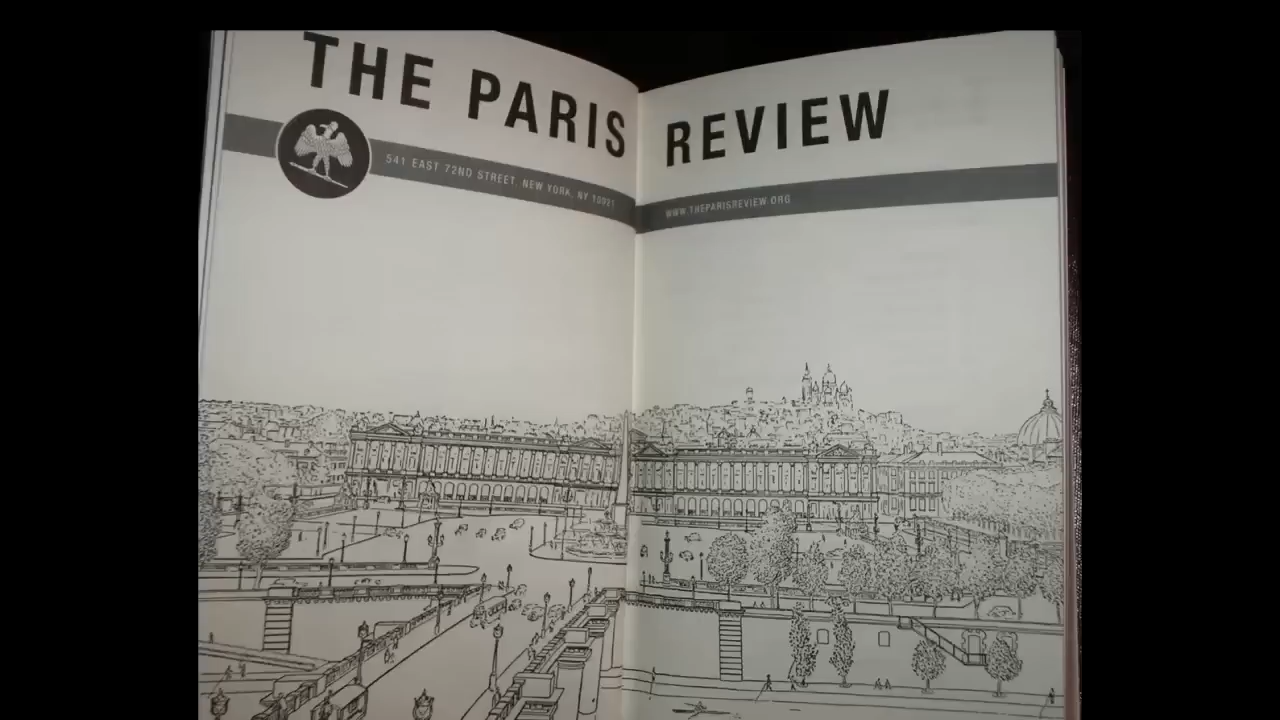 THE PARIS REVIEW
541 EAST 72ND STREET, NEW YORK, NY 10021
WWW.THEPARISREVIEW.ORG